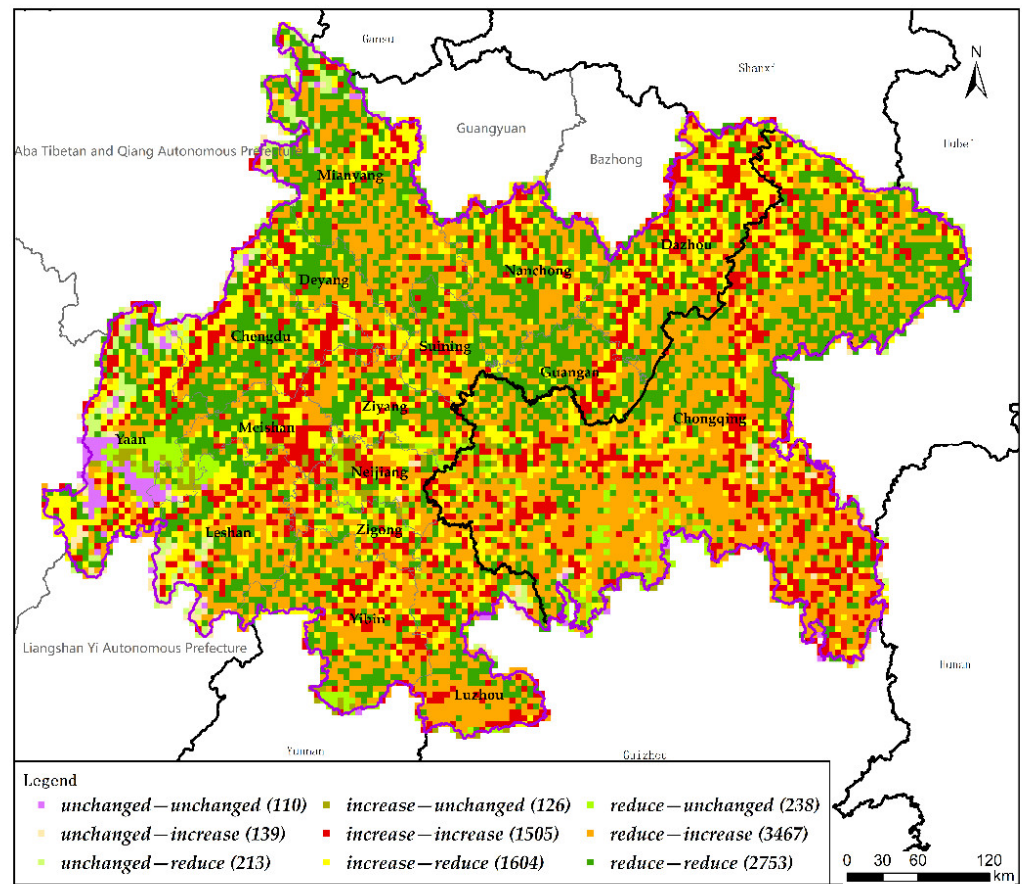 Gansu
Shanxi
N
Guangyuan
Hubei
Aba Tibetan and Qiang Autonomous Prefecture
Bazhong
Mianyang
Dazhou
Nanchong
Deyang
Chengdu
Suining
Guangan
Ziyang
Chongqing
Meishan
Yaan
Neijiang
Leshan
Zigong
Yibin
Liangshan Yi Autonomous Prefecture
Hunan
Luzhou
Yunnan
Guizhou
Legend
unchanged—unchanged (110)
increase—unchanged (126)
reduce—unchanged (238)
unchanged—increase (139)
increase—increase (1505)
reduce—increase (3467)
unchanged—reduce (213)
increase—reduce (1604)
reduce—reduce (2753)
0 30 60 120
km